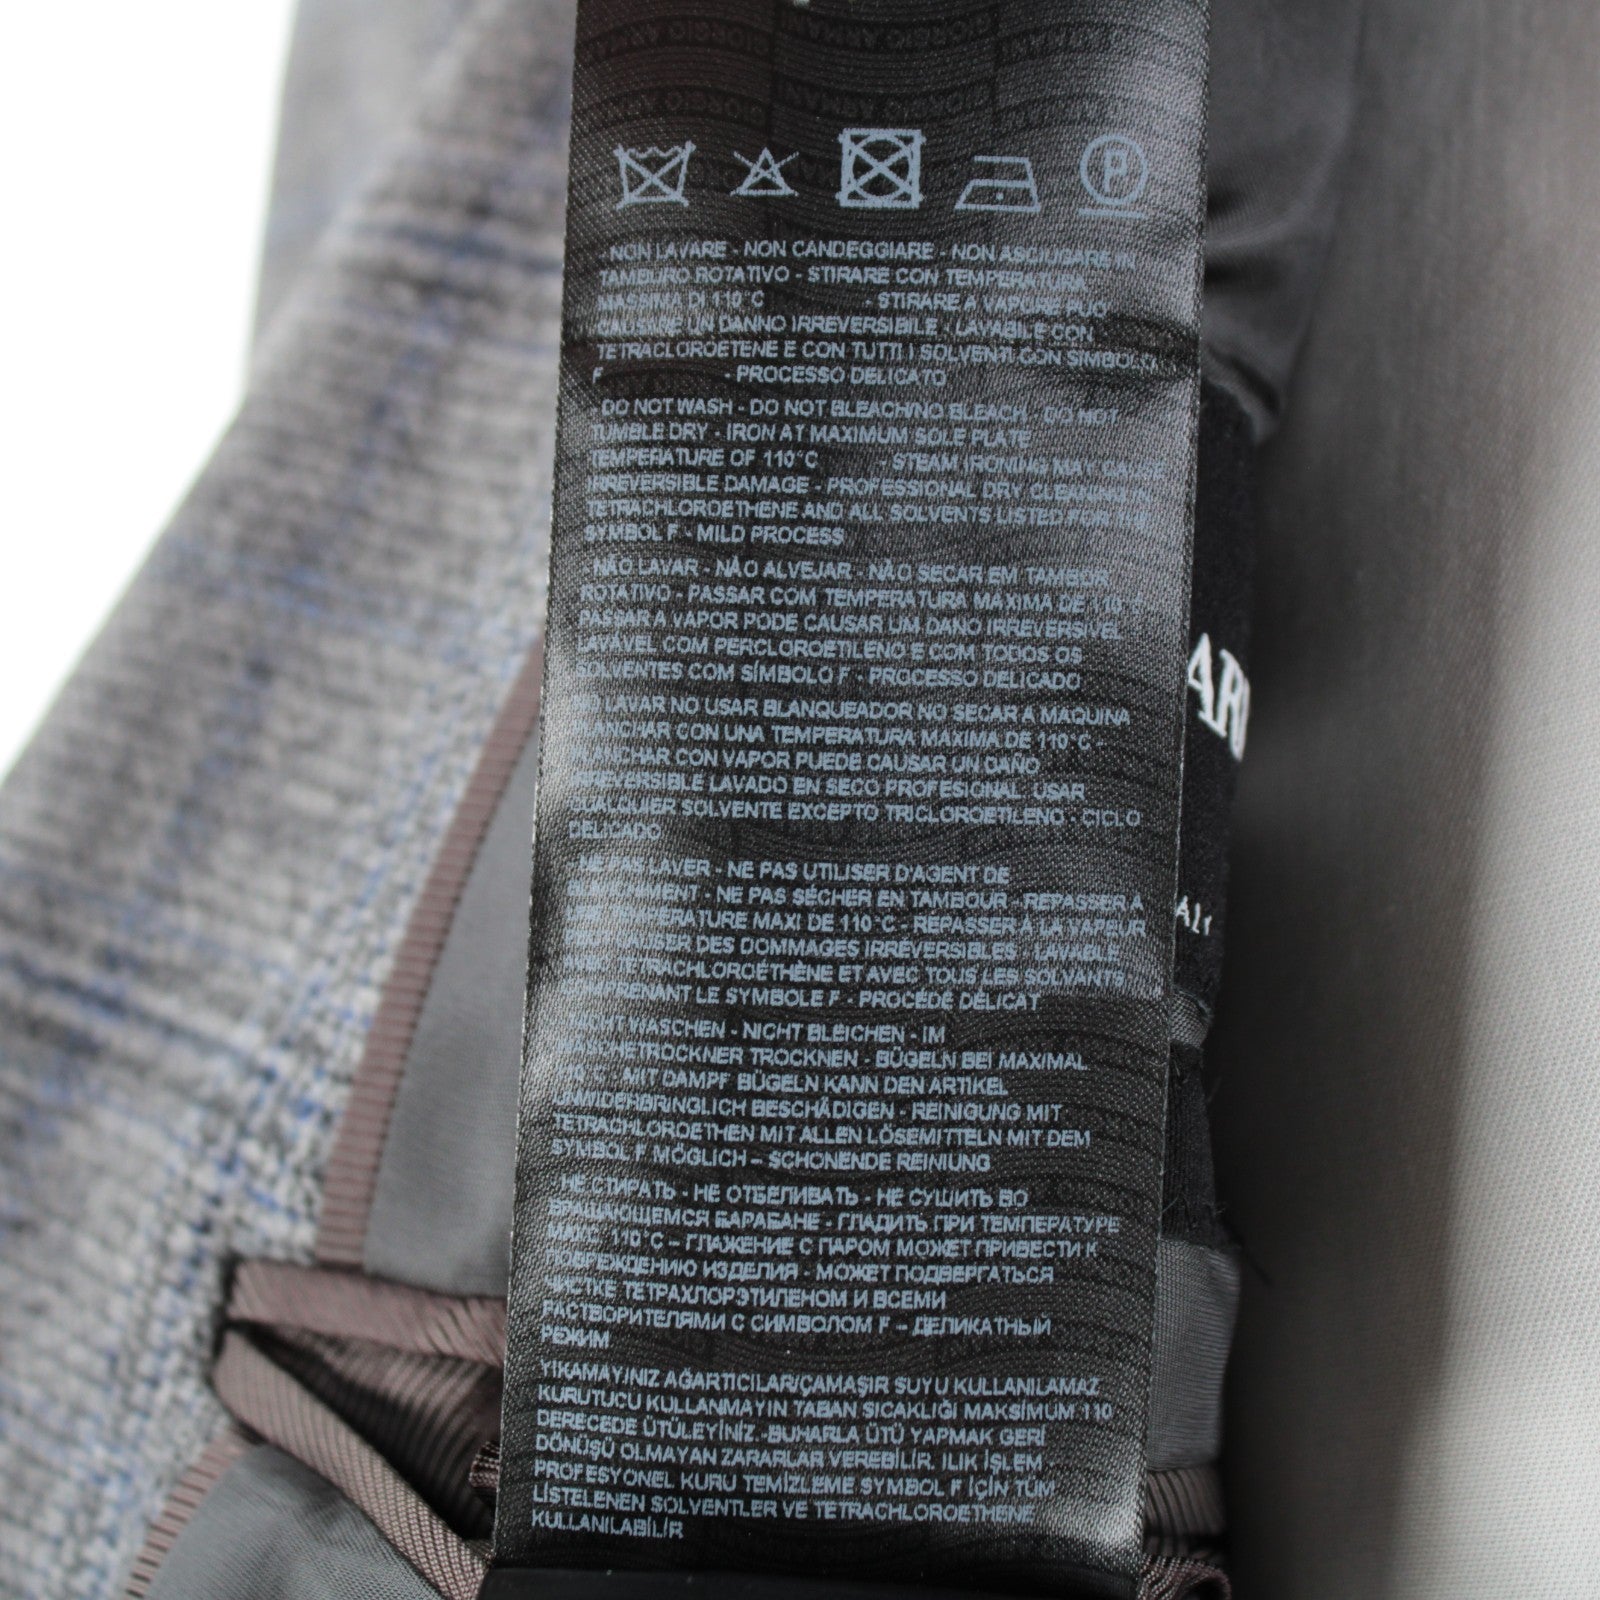 GIORGIO ARMANI
P
NON LAVARE - NON CANDEGGIARE - NON ASCIUGARE IN
TAMBURO ROTATIVO - STIRARE CON TEMPERATURA
MASSIMA DI 110°C - STIRARE A VAPORE PUO'
CAUSARE UN DANNO IRREVERSIBILE - LAVABILE CON
TETRACLOROETENE E CON TUTTI I SOLVENTI CON SIMBOLO
F - PROCESSO DELICATO
DO NOT WASH - DO NOT BLEACH/NO BLEACH - DO NOT
TUMBLE DRY - IRON AT MAXIMUM SOLE PLATE
TEMPERATURE OF 110°C - STEAM IRONING MAY CAUSE
IRREVERSIBLE DAMAGE - PROFESSIONAL DRY CLEANING IN
TETRACHLOROETHENE AND ALL SOLVENTS LISTED FOR THE
SYMBOL F - MILD PROCESS
NÃO LAVAR - NÃO ALVEJAR - NÃO SECAR EM TAMBOR
ROTATIVO - PASSAR COM TEMPERATURA MAXIMA DE 110°C
PASSAR A VAPOR PODE CAUSAR UM DANO IRREVERSIVEL
LAVÁVEL COM PERCLOROETILENO E COM TODOS OS
SOLVENTES COM SÍMBOLO F - PROCESSO DELICADO
NO LAVAR NO USAR BLANQUEADOR NO SECAR A MAQUINA
PLANCHAR CON UNA TEMPERATURA MÁXIMA DE 110°C -
PLANCHAR CON VAPOR PUEDE CAUSAR UN DAÑO
IRREVERSIBLE LAVADO EN SECO PROFESIONAL. USAR
CUALQUIER SOLVENTE EXCEPTO TRICLOROETILENO - CICLO
DELICADO
NE PAS LAVER - NE PAS UTILISER D'AGENT DE
BLANCHIMENT - NE PAS SÉCHER EN TAMBOUR - REPASSER A
UNE TEMPERATURE MAXI DE 110°C - REPASSER À LA VAPEUR
PEUT CAUSER DES DOMMAGES IRRÉVERSIBLES - LAVABLE
TETRACHLOROÉTHÈNE ET AVEC TOUS LES SOLVANTS
COMPRENANT LE SYMBOLE F - PROCÉDÉ DÉLICAT
NICHT WASCHEN - NICHT BLEICHEN - IM
WÄSCHETROCKNER TROCKNEN - BÜGELN BEI MAXIMAL
MIT DAMPF BÜGELN KANN DEN ARTIKEL
UNWIDERBRINGLICH BESCHÄDIGEN - REINIGUNG MIT
TETRACHLOROETHEN MIT ALLEN LÖSEMITTELN MIT DEM
SYMBOL F MÖGLICH – SCHONENDE REINIUNG
НЕ СТИРАТЬ - НЕ ОТБЕЛИВАТЬ - НЕ СУШИТЬ ВО
ВРАЩАЮЩЕМСЯ БАРАБАНЕ - ГЛАДИТЬ ПРИ ТЕМПЕРАТУРЕ
МАКС. 110°C – ГЛАЖЕНИЕ С ПАРОМ МОЖЕТ ПРИВЕСТИ К
ПОВРЕЖДЕНИЮ ИЗДЕЛИЯ - МОЖЕТ ПОДВЕРГАТЬСЯ
ЧИСТКЕ ТЕТРАХЛОРЭТИЛЕНОМ И ВСЕМИ
РАСТВОРИТЕЛЯМИ С СИМВОЛОМ F – ДЕЛИКАТНЫЙ
РЕЖИМ
YIKAMAYINIZ AĞARTICILAR/ÇAMAŞIR SUYU KULLANILAMAZ
KURUTUCU KULLANMAYIN TABAN SICAKLIĞI MAKSİMUM 110
DERECEDE ÜTÜLEYİNİZ.-BUHARLA ÜTÜ YAPMAK GERİ
DÖNÜŞÜ OLMAYAN ZARARLAR VEREBİLİR. ILIK İŞLEM
PROFESYONEL KURU TEMİZLEME SYMBOL F İÇİN TÜM
LİSTELENEN SOLVENTLER VE TETRACHLOROETHENE
KULLANILABİLİR